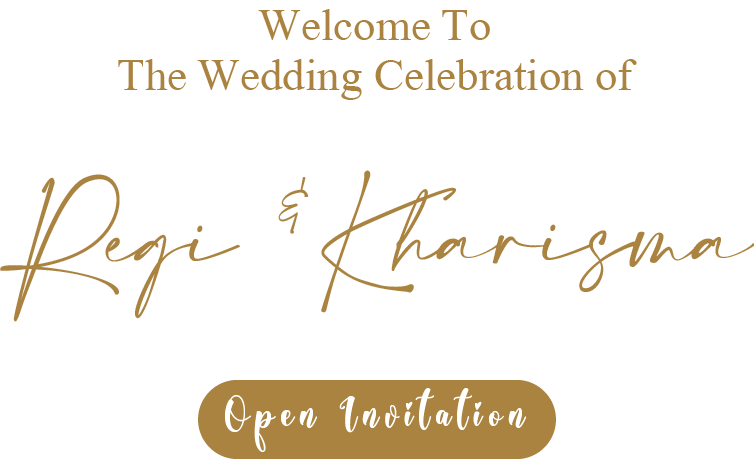 Welcome To
The Wedding Celebration of
Regi & Kharisma
Open Invitation